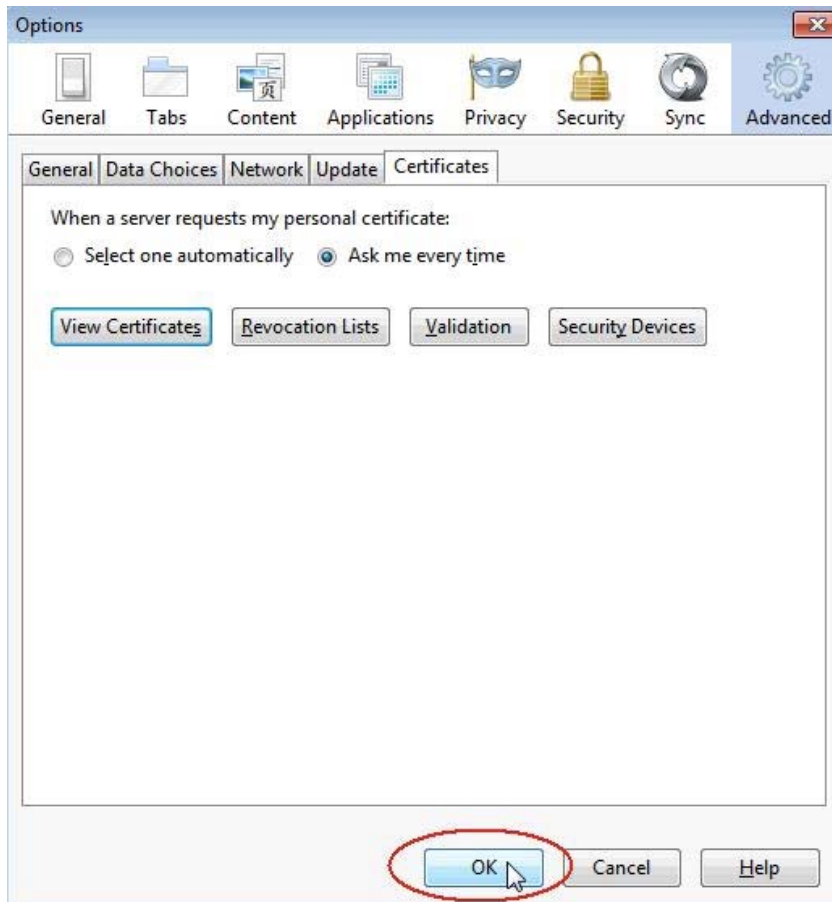 Options
General Tabs Content Applications Privacy Security Sync Advanced
General Data Choices Network Update Certificates
When a server requests my personal certificate:
Select one automatically Ask me every time
View Certificates Revocation Lists Validation Security Devices
OK Cancel Help